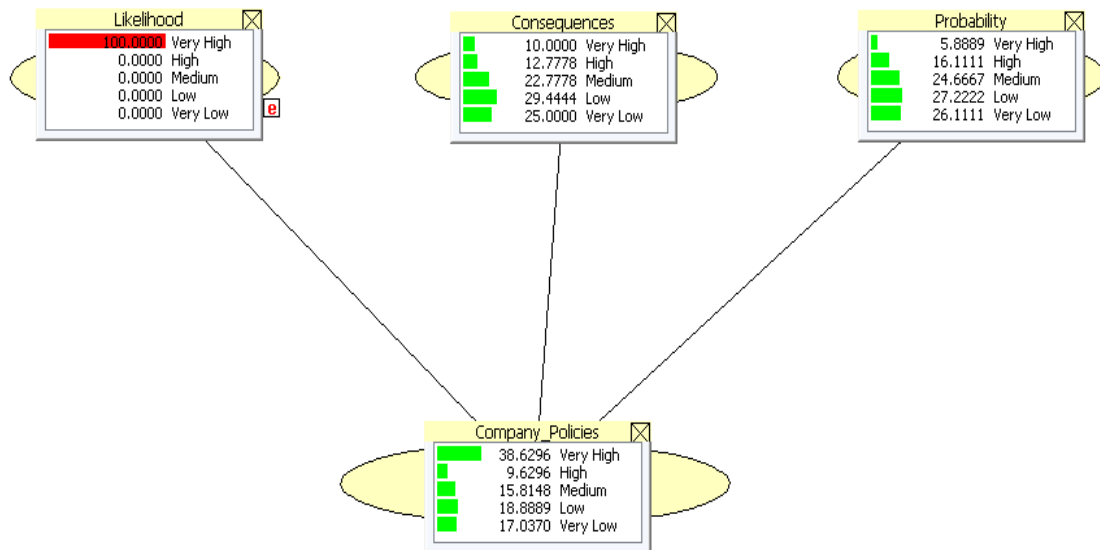 Likelihood
100.0000 Very High
0.0000 High
0.0000 Medium
0.0000 Low
0.0000 Very Low
e
Consequences
10.0000 Very High
12.7778 High
22.7778 Medium
29.4444 Low
25.0000 Very Low
Probability
5.8889 Very High
16.1111 High
24.6667 Medium
27.2222 Low
26.1111 Very Low
Company_Policies
38.6296 Very High
9.6296 High
15.8148 Medium
18.8889 Low
17.0370 Very Low